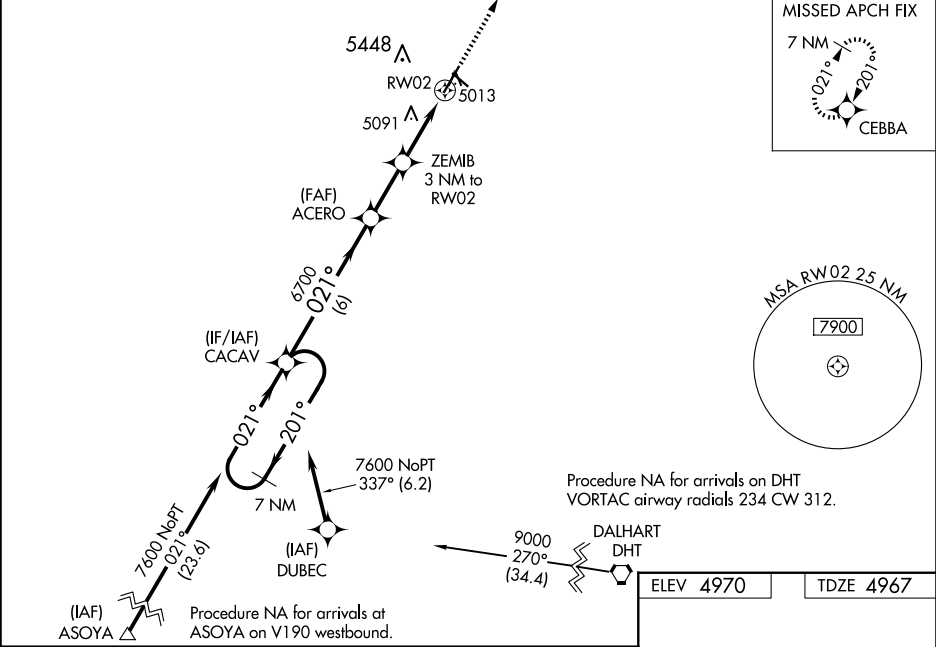 MISSED APCH FIX
7 NM
021°
201°
CEBBA
5448
RW02
5013
5091
ZEMIB
3 NM to
RW02
(FAF)
ACERO
6700
021°
(6)
(IF/IAF)
CACAV
MSA RW02 25 NM
7900
021°
201°
7 NM
7600 NoPT
337° (6.2)
7600 NoPT
021°
(23.6)
(IAF)
DUBEC
Procedure NA for arrivals on DHT
VORTAC airway radials 234 CW 312.
9000
270°
(34.4)
DALHART
DHT
(IAF)
ASOYA
Procedure NA for arrivals at
ASOYA on V190 westbound.
ELEV 4970
TDZE 4967